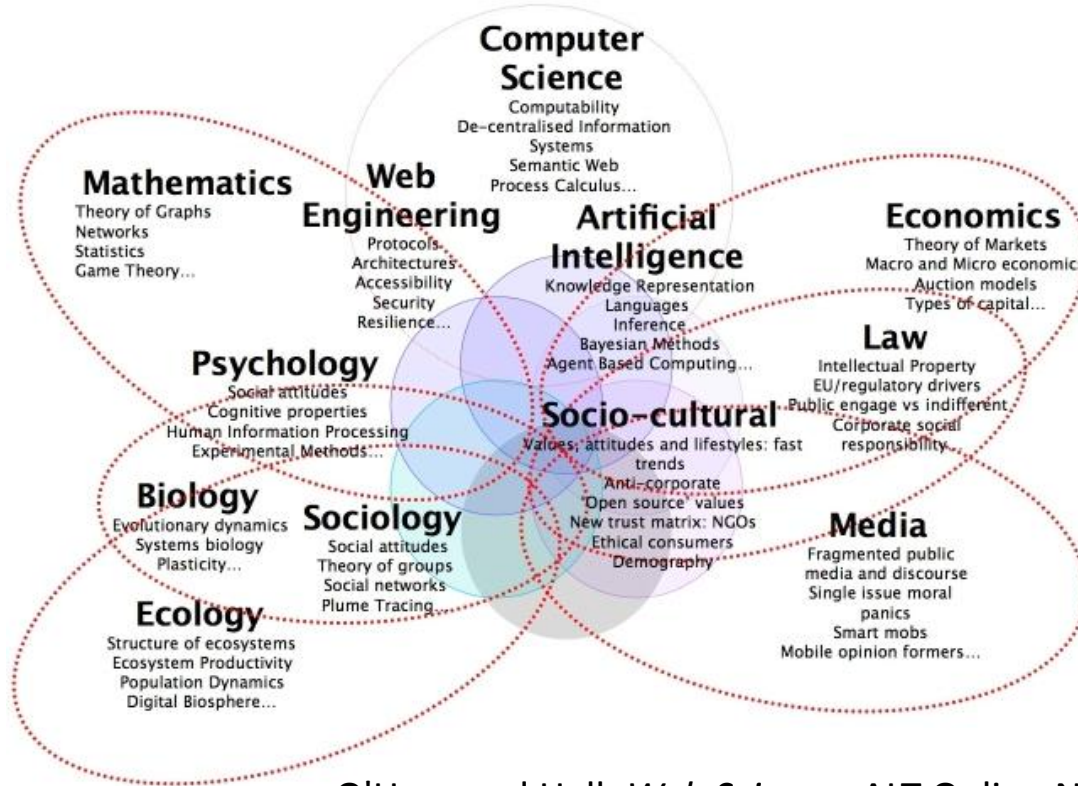 Computer
Science
Computability
De-centralised Information
Systems
Semantic Web
Process Calculus...
Mathematics
Theory of Graphs
Networks
Statistics
Game Theory...
Web
Engineering
Protocols
Architectures
Accessibility
Security
Resilience...
Artificial
Intelligence
Knowledge Representation
Languages
Inference
Bayesian Methods
Agent Based Computing...
Economics
Theory of Markets
Macro and Micro economic
Auction models
Types of capital...
Law
Intellectual Property
EU/regulatory drivers
Public engage vs indifferent
Corporate social
responsibility
Psychology
Social attitudes
Cognitive properties
Human Information Processing
Experimental Methods...
Socio-cultural
Values, attitudes and lifestyles: fast
trends
Anti-corporate
'Open source' values
New trust matrix: NGOs
Ethical consumers
Demography
Biology
Evolutionary dynamics
Systems biology
Plasticity...
Sociology
Social attitudes
Theory of groups
Social networks
Plume Tracing...
Media
Fragmented public
media and discourse
Single issue moral
panics
Smart mobs
Mobile opinion formers...
Ecology
Structure of ecosystems
Ecosystem Productivity
Population Dynamics
Digital Biosphere...